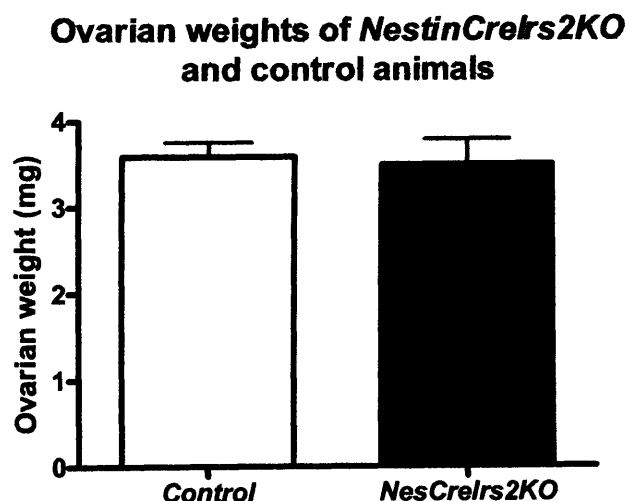 Ovarian weights of NestinCreIrs2KO
and control animals
4
3
2
1
0
Ovarian weight (mg)
Control
NesCreIrs2KO